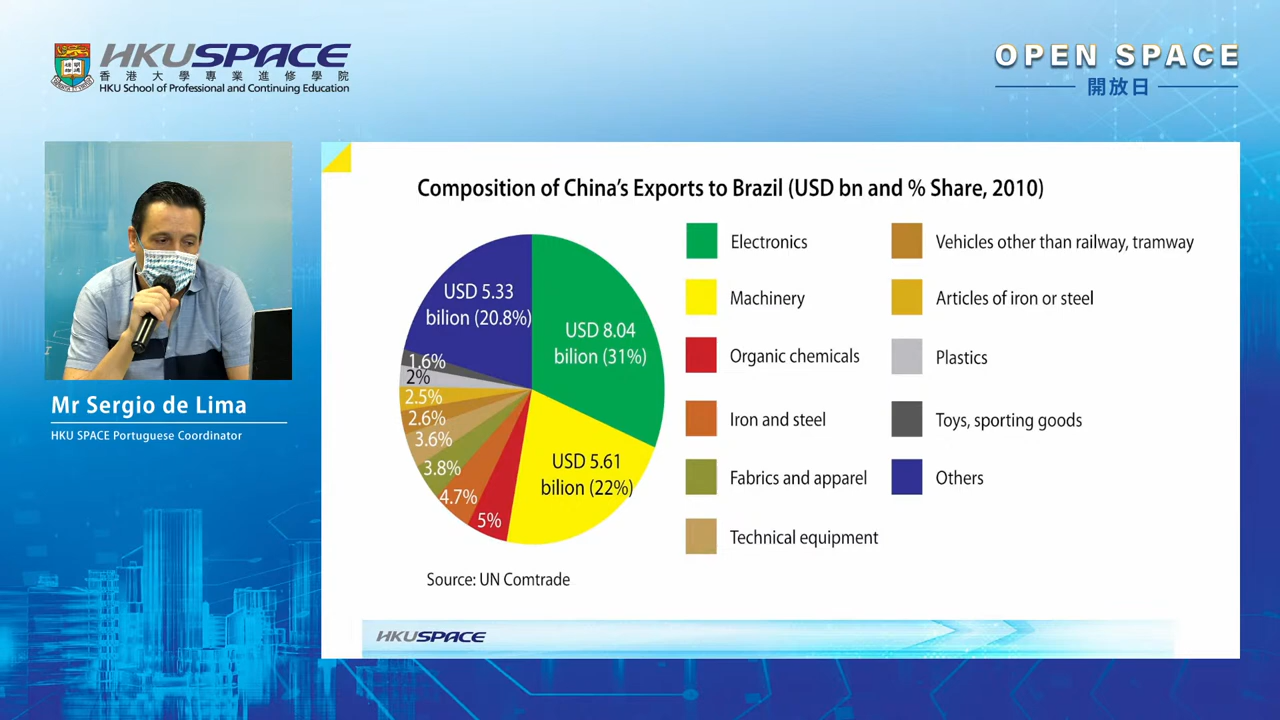 HKU SPACE
香港大學專業進修學院
HKU School of Professional and Continuing Education
OPEN SPACE
開放日
Mr Sergio de Lima
HKU SPACE Portuguese Coordinator
Composition of China's Exports to Brazil (USD bn and % Share, 2010)
USD 8.04
bilion (31%)
USD 5.61
bilion (22%)
5%
4.7%
3.8%
3.6%
2.6%
2.5%
2%
1.6%
USD 5.33
bilion (20.8%)
Electronics
Machinery
Organic chemicals
Iron and steel
Fabrics and apparel
Technical equipment
Vehicles other than railway, tramway
Articles of iron or steel
Plastics
Toys, sporting goods
Others
Source: UN Comtrade
HKU SPACE